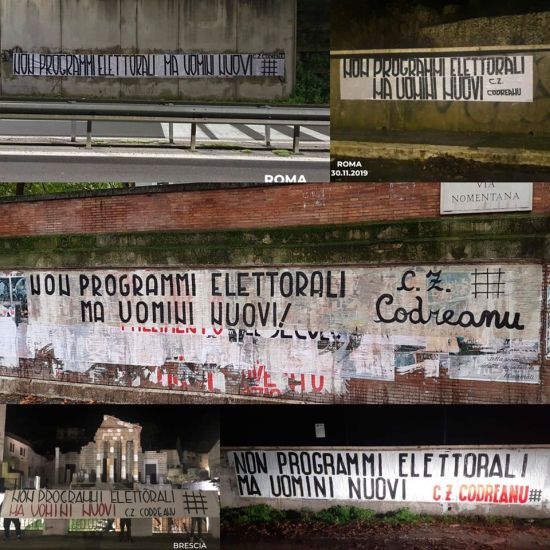 NON PROGRAMMI ELETTORALI MA UOMINI NUOVI
ROMA
NON PROGRAMMI ELETTORALI
MA UOMINI NUOVI C.Z.
CODREANU
ROMA
30.11.2019
VIA
NOMENTANA
NON PROGRAMMI ELETTORALI
MA UOMINI NUOVI!
C.Z.
Codreanu
NON PROGRAMMI ELETTORALI
MA UOMINI NUOVI C.Z. CODREANU
BRESCIA
NON PROGRAMMI ELETTORALI
MA UOMINI NUOVI C.Z. CODREANU